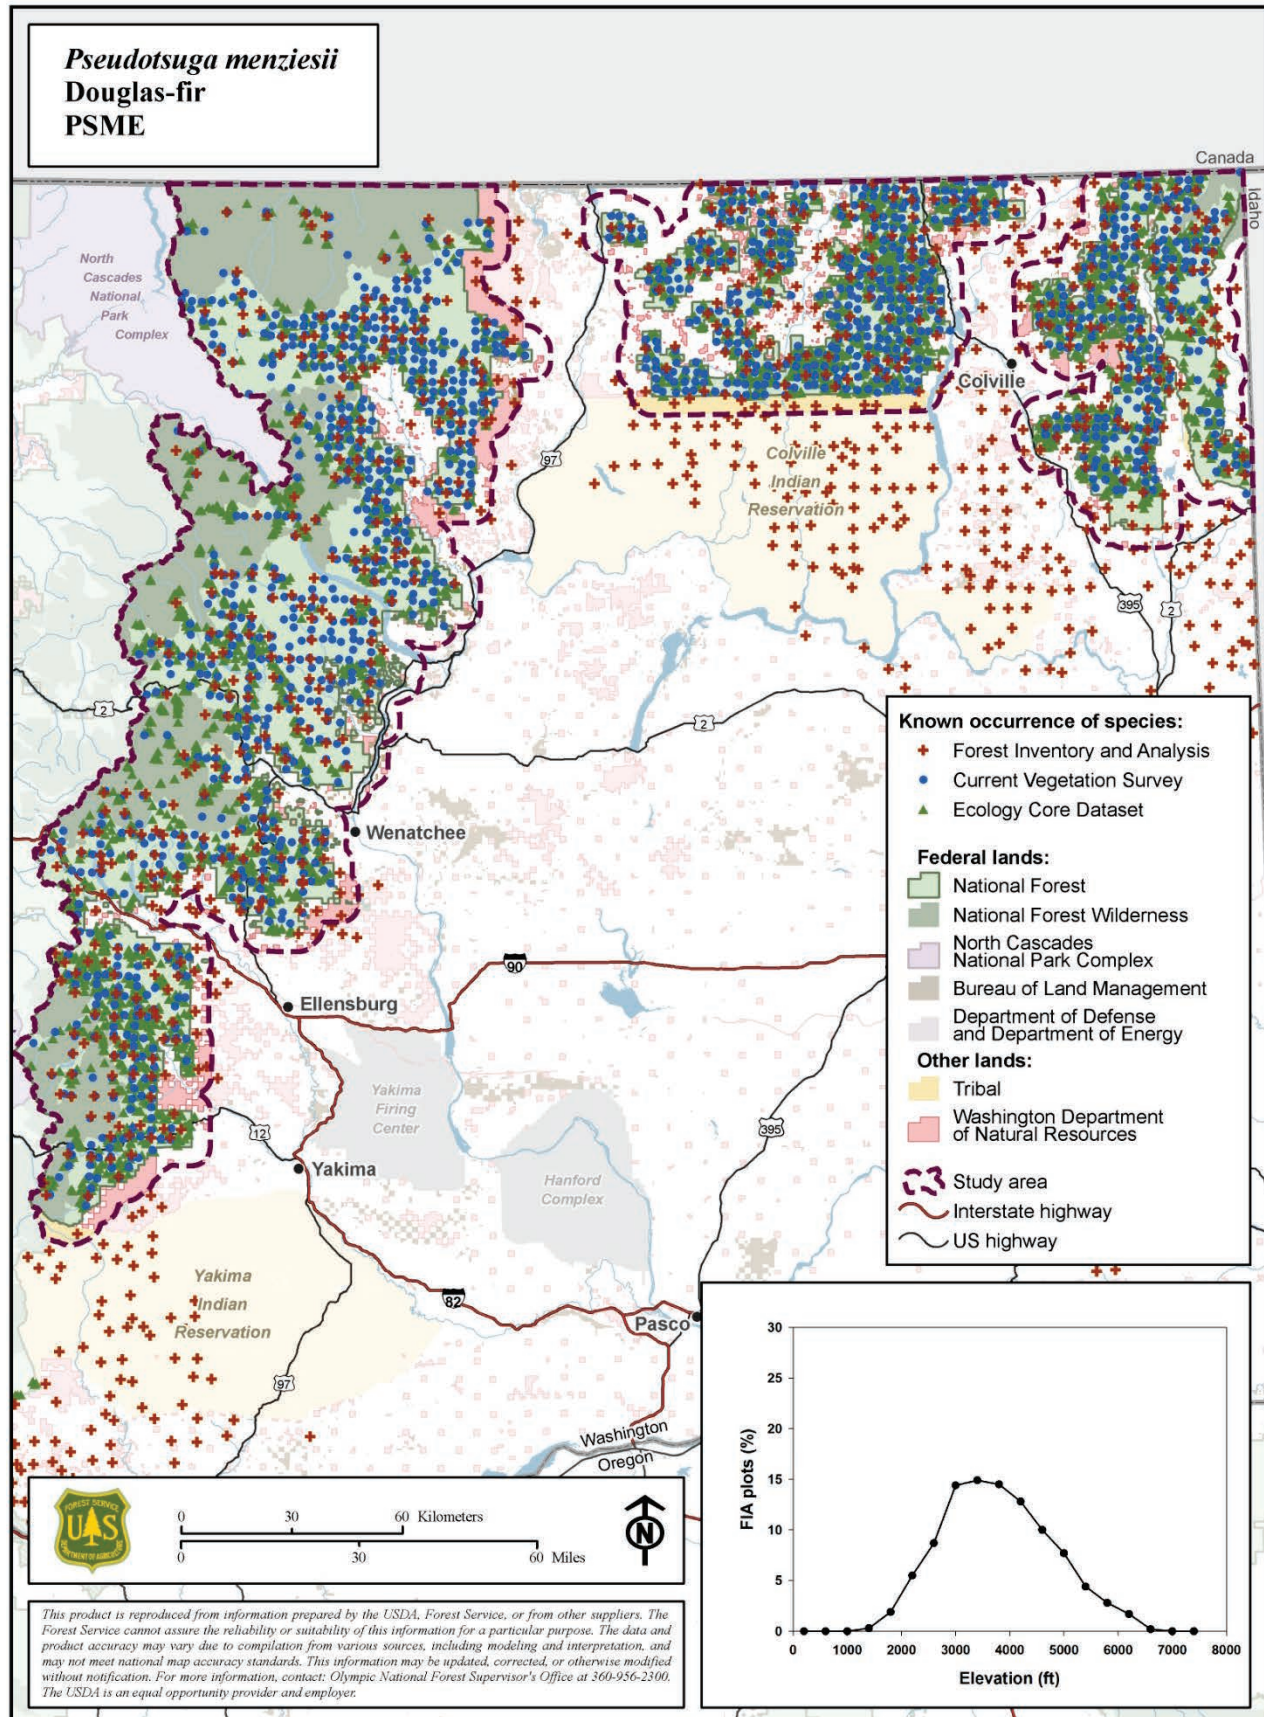 Pseudotsuga menziesii
Douglas-fir
PSME
Canada
Idaho
North
Cascades
National
Park
Complex
Colville
97
Colville
Indian
Reservation
395
2
2
2
Wenatchee
90
Ellensburg
Yakima
Firing
Center
12
395
Yakima
Hanford
Complex
Yakima
Indian
Reservation
82
Pasco
97
Washington
Oregon
Known occurrence of species:
Forest Inventory and Analysis
Current Vegetation Survey
Ecology Core Dataset
Federal lands:
National Forest
National Forest Wilderness
North Cascades
National Park Complex
Bureau of Land Management
Department of Defense
and Department of Energy
Other lands:
Tribal
Washington Department
of Natural Resources
Study area
Interstate highway
US highway
FOREST SERVICE
US
DEPARTMENT OF AGRICULTURE
0 30 60 Kilometers
0 30 60 Miles
N
This product is reproduced from information prepared by the USDA, Forest Service, or from other suppliers. The
Forest Service cannot assure the reliability or suitability of this information for a particular purpose. The data and
product accuracy may vary due to compilation from various sources, including modeling and interpretation, and
may not meet national map accuracy standards. This information may be updated, corrected, or otherwise modified
without notification. For more information, contact: Olympic National Forest Supervisor's Office at 360-956-2300.
The USDA is an equal opportunity provider and employer.
30
25
20
15
10
5
0
FIA plots (%)
0 1000 2000 3000 4000 5000 6000 7000 8000
Elevation (ft)